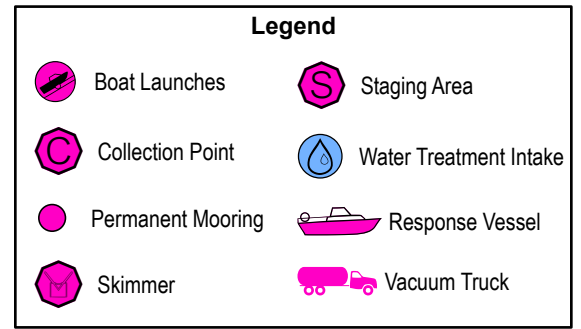 Legend
Boat Launches
S
Staging Area
C
Collection Point
Water Treatment Intake
Permanent Mooring
Response Vessel
Skimmer
Vacuum Truck